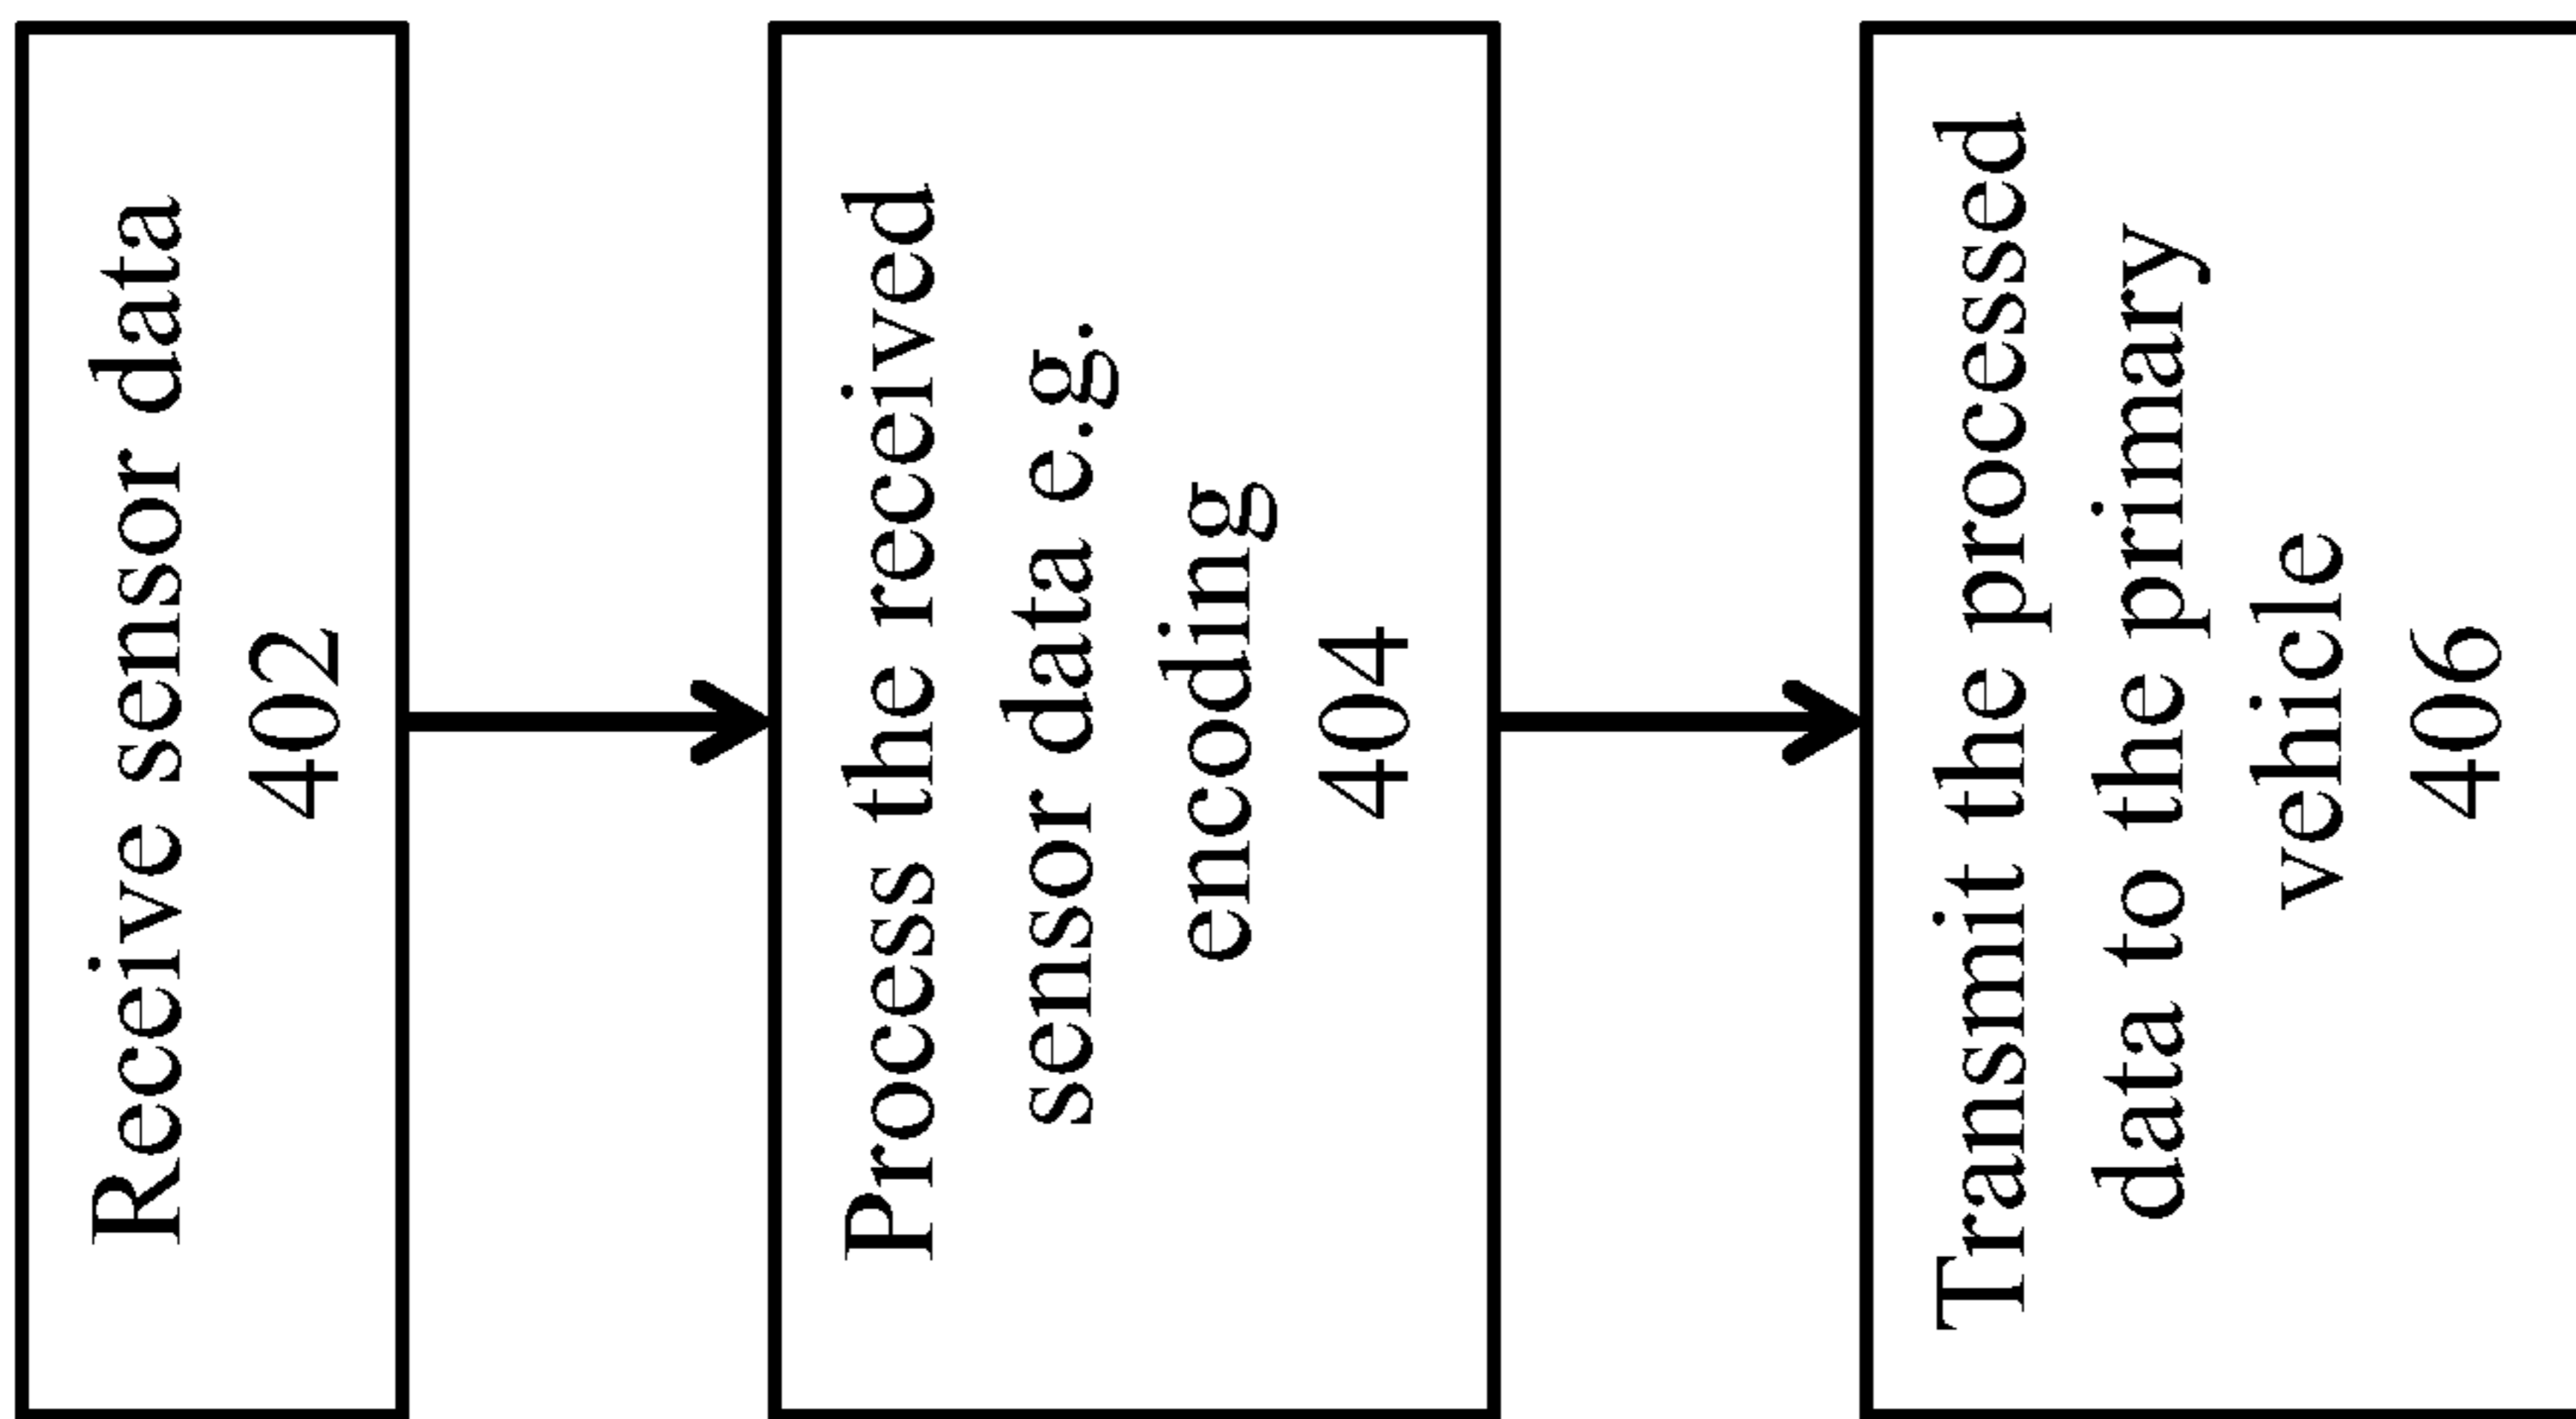 Receive sensor data
402
Process the received
sensor data e.g.
encoding
404
Transmit the processed
data to the primary
vehicle
406